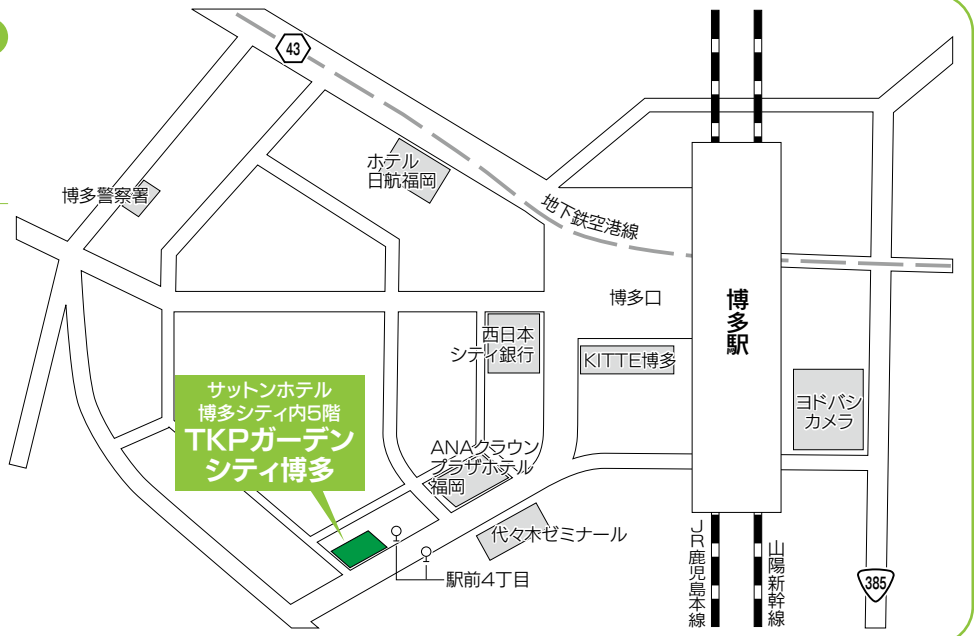 43
ホテル
日航福岡
博多警察署
地下鉄空港線
博多口
博多駅
西日本
シティ銀行
KITTE博多
サットンホテル
博多シティ内5階
TKPガーデン
シティ博多
ヨドバシ
カメラ
ANAクラウン
プラザホテル
福岡
代々木ゼミナール
駅前4丁目
JR鹿児島本線
山陽新幹線
385